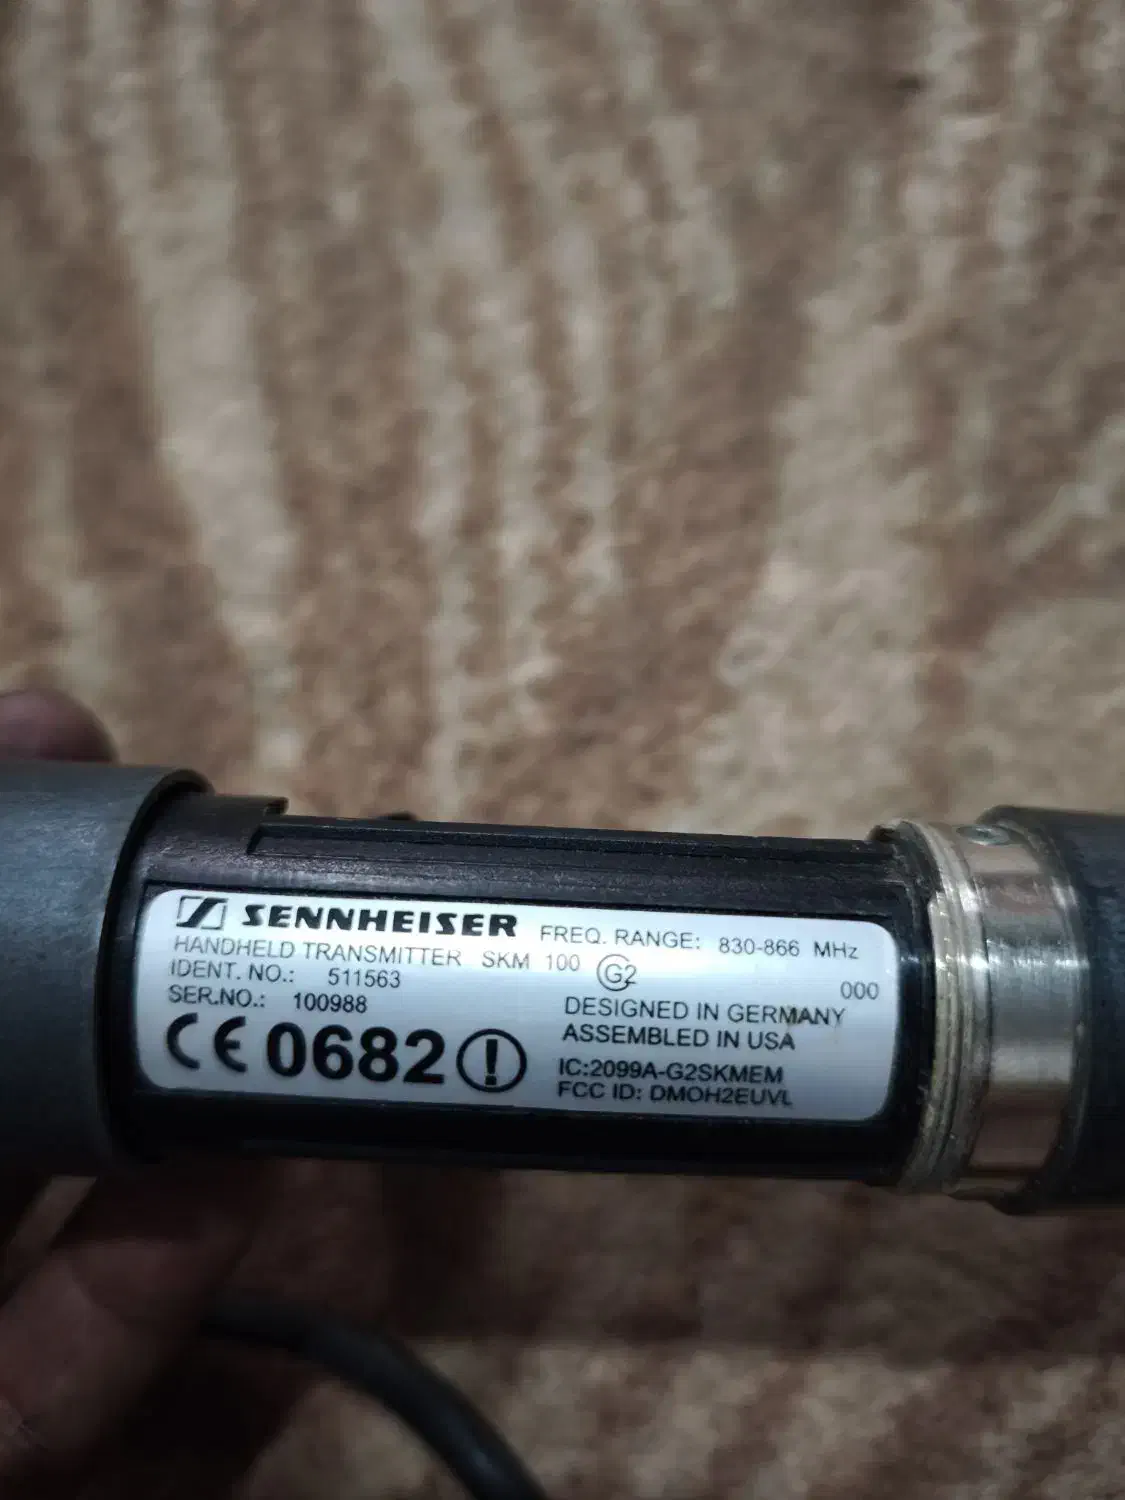 SENNHEISER FREQ. RANGE: 830-866 MHz
HANDHELD TRANSMITTER SKM 100 G2
IDENT. NO.: 511563 000
SER.NO.: 100988 DESIGNED IN GERMANY
ASSEMBLED IN USA
CE 0682
IC:2099A-G2SKMEM
FCC ID: DMOH2EUVL